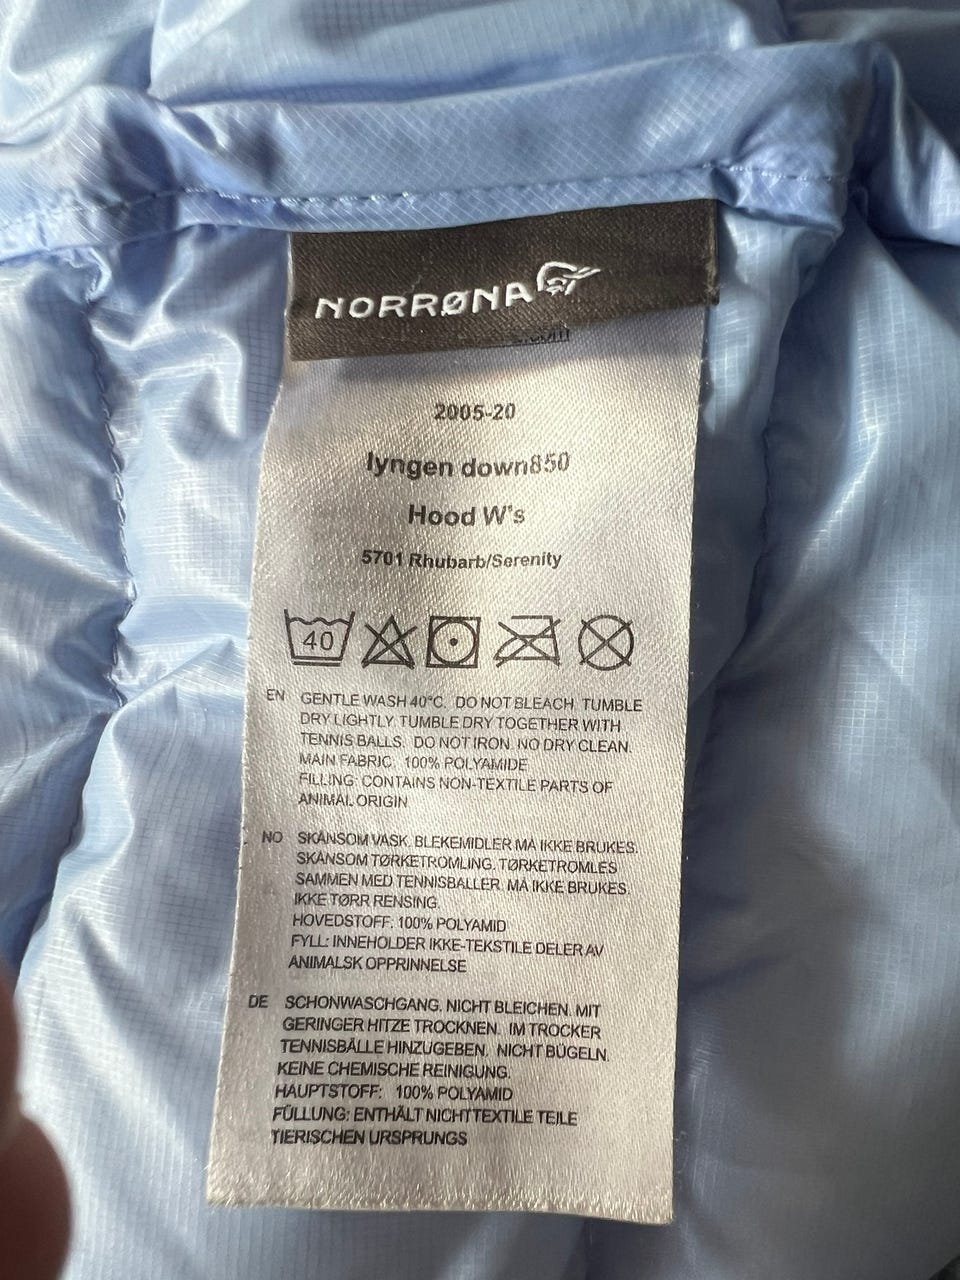 NORRØNA
.com
2005-20
lyngen down850
Hood W's
5701 Rhubarb/Serenity
40
EN GENTLE WASH 40°C. DO NOT BLEACH. TUMBLE
DRY LIGHTLY. TUMBLE DRY TOGETHER WITH
TENNIS BALLS. DO NOT IRON. NO DRY CLEAN.
MAIN FABRIC: 100% POLYAMIDE
FILLING: CONTAINS NON-TEXTILE PARTS OF
ANIMAL ORIGIN
NO SKÅNSOM VASK. BLEKEMIDLER MÅ IKKE BRUKES.
SKÅNSOM TØRKETROMLING. TØRKETROMLES
SAMMEN MED TENNISBALLER. MÅ IKKE BRUKES.
IKKE TØRR RENSING.
HOVEDSTOFF: 100% POLYAMID
FYLL: INNEHOLDER IKKE-TEKSTILE DELER AV
ANIMALSK OPPRINNELSE
DE SCHONWASCHGANG. NICHT BLEICHEN. MIT
GERINGER HITZE TROCKNEN. IM TROCKER
TENNISBÄLLE HINZUGEBEN. NICHT BÜGELN.
KEINE CHEMISCHE REINIGUNG.
HAUPTSTOFF: 100% POLYAMID
FÜLLUNG: ENTHÄLT NICHTTEXTILE TEILE
TIERISCHEN URSPRUNGS